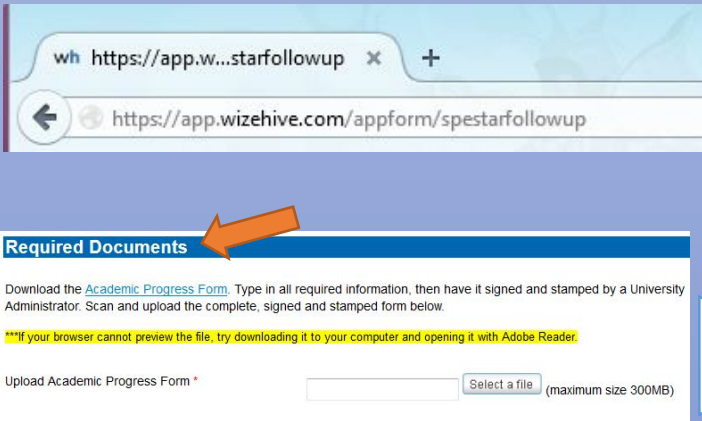 wh https://app.w...starfollowup × +
https://app.wizehive.com/appform/spestarfollowup
Required Documents
Download the Academic Progress Form. Type in all required information, then have it signed and stamped by a University
Administrator. Scan and upload the complete, signed and stamped form below.
***If your browser cannot preview the file, try downloading it to your computer and opening it with Adobe Reader.
Upload Academic Progress Form * Select a file (maximum size 300MB)